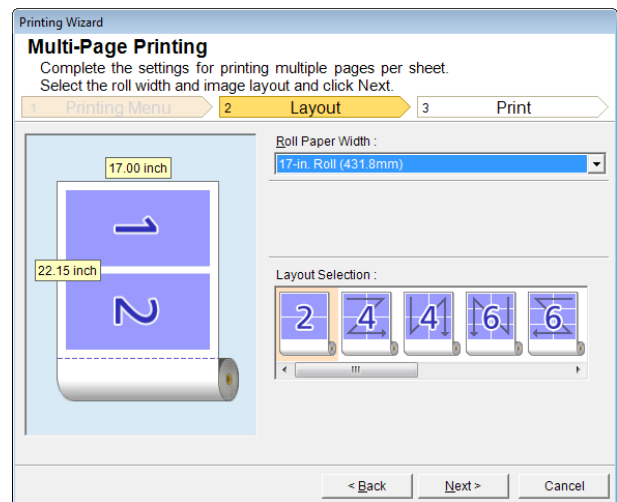 Printing Wizard
Multi-Page Printing
Complete the settings for printing multiple pages per sheet.
Select the roll width and image layout and click Next.
1 Printing Menu 2 Layout 3 Print
Roll Paper Width :
17-in. Roll (431.8mm)
17.00 inch
1
22.15 inch
2
Layout Selection :
2 4 4 6 6
< Back Next > Cancel